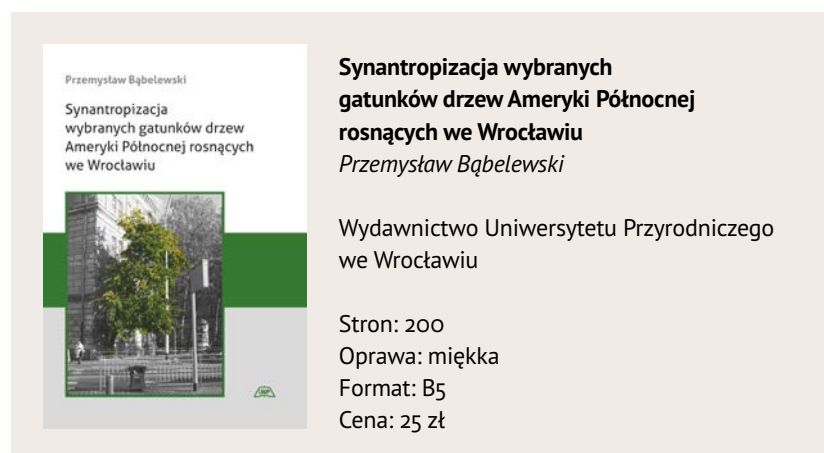 Przemysław Bąbelewski
Synantropizacja
wybranych gatunków drzew
Ameryki Północnej rosnących
we Wrocławiu
Synantropizacja wybranych
gatunków drzew Ameryki Północnej
rosnących we Wrocławiu
Przemysław Bąbelewski
Wydawnictwo Uniwersytetu Przyrodniczego
we Wrocławiu
Stron: 200
Oprawa: miękka
Format: B5
Cena: 25 zł